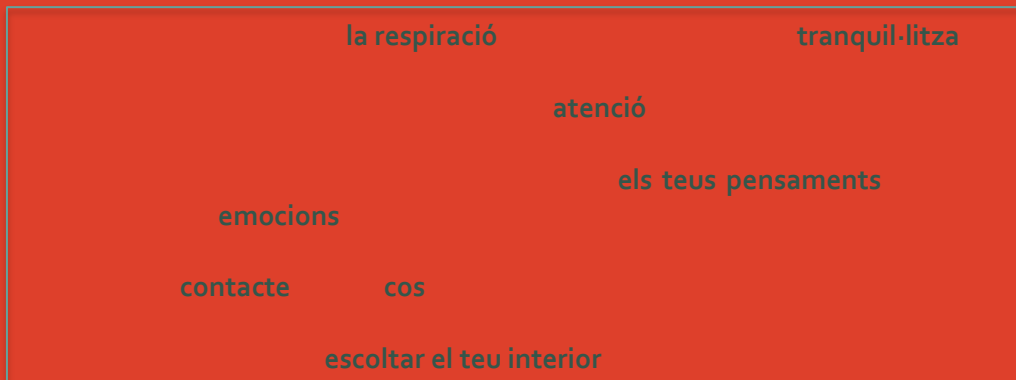 la respiració tranquil·litza
atenció
els teus pensaments
emocions
contacte cos
escoltar el teu interior